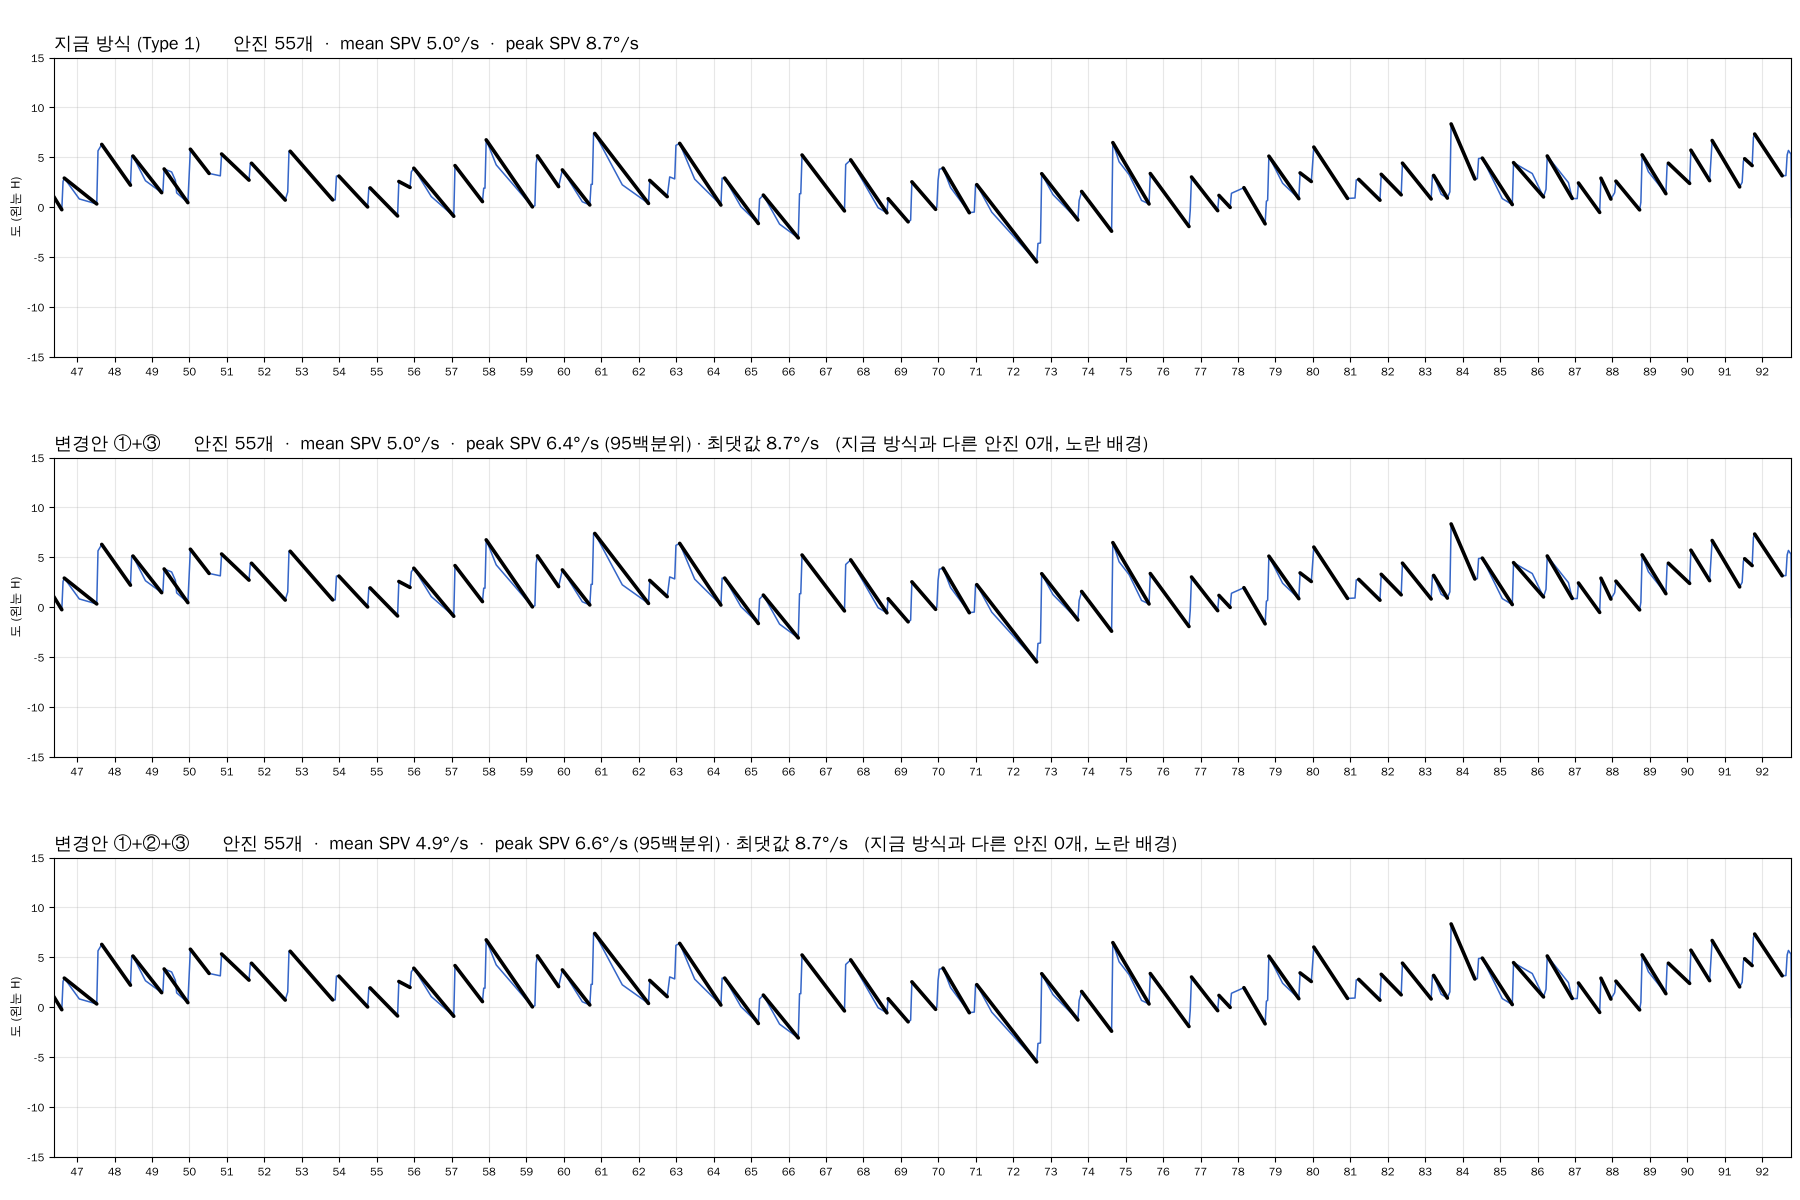 지금 방식 (Type 1) 안진 55개 · mean SPV 5.0°/s · peak SPV 8.7°/s
15
10
5
0
-5
-10
-15
도 (왼눈 H)
47 48 49 50 51 52 53 54 55 56 57 58 59 60 61 62 63 64 65 66 67 68 69 70 71 72 73 74 75 76 77 78 79 80 81 82 83 84 85 86 87 88 89 90 91 92
변경안 ①+③ 안진 55개 · mean SPV 5.0°/s · peak SPV 6.4°/s (95백분위) · 최댓값 8.7°/s (지금 방식과 다른 안진 0개, 노란 배경)
15
10
5
0
-5
-10
-15
도 (왼눈 H)
47 48 49 50 51 52 53 54 55 56 57 58 59 60 61 62 63 64 65 66 67 68 69 70 71 72 73 74 75 76 77 78 79 80 81 82 83 84 85 86 87 88 89 90 91 92
변경안 ①+②+③ 안진 55개 · mean SPV 4.9°/s · peak SPV 6.6°/s (95백분위) · 최댓값 8.7°/s (지금 방식과 다른 안진 0개, 노란 배경)
15
10
5
0
-5
-10
-15
도 (왼눈 H)
47 48 49 50 51 52 53 54 55 56 57 58 59 60 61 62 63 64 65 66 67 68 69 70 71 72 73 74 75 76 77 78 79 80 81 82 83 84 85 86 87 88 89 90 91 92